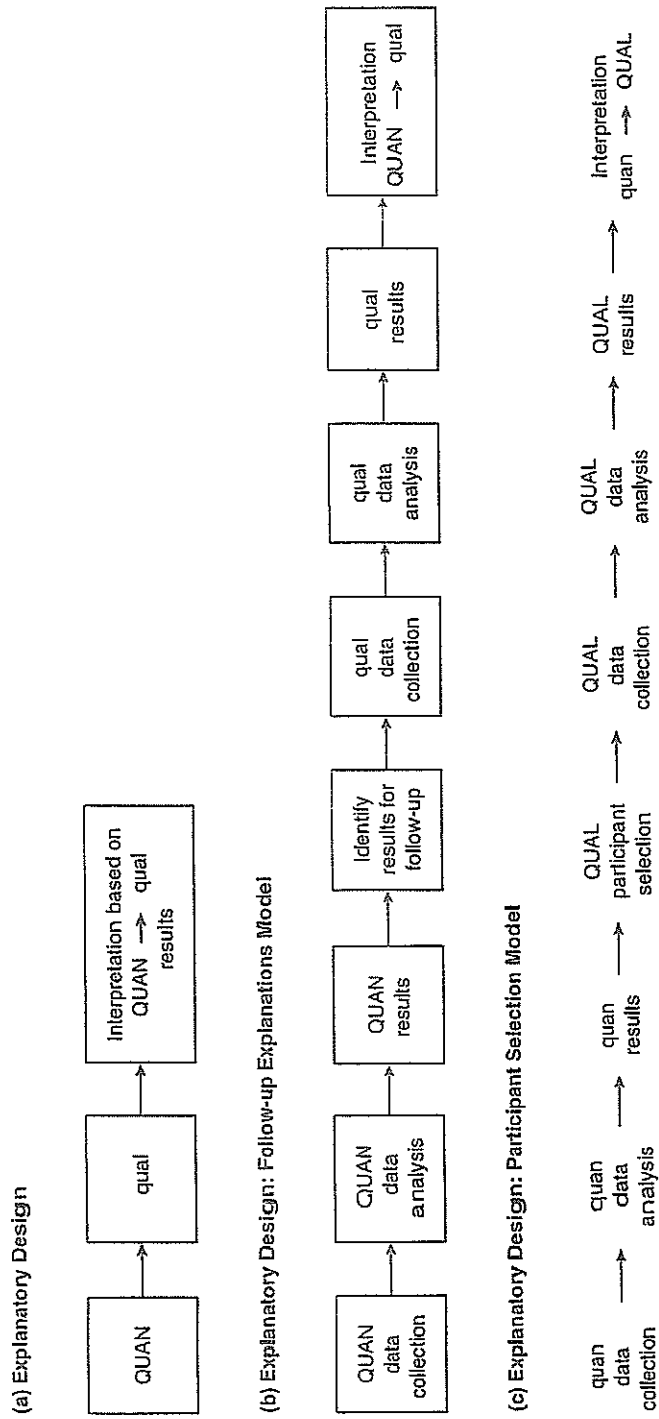 (a) Explanatory Design
QUAN
qual
Interpretation based on
QUAN → qual
results
(b) Explanatory Design: Follow-up Explanations Model
QUAN
data
collection
QUAN
data
analysis
QUAN
results
Identify
results for
follow-up
qual
data
collection
qual
data
analysis
qual
results
Interpretation
QUAN → qual
(c) Explanatory Design: Participant Selection Model
quan
data
collection
quan
data
analysis
quan
results
QUAL
participant
selection
QUAL
data
collection
QUAL
data
analysis
QUAL
results
Interpretation
quan → QUAL